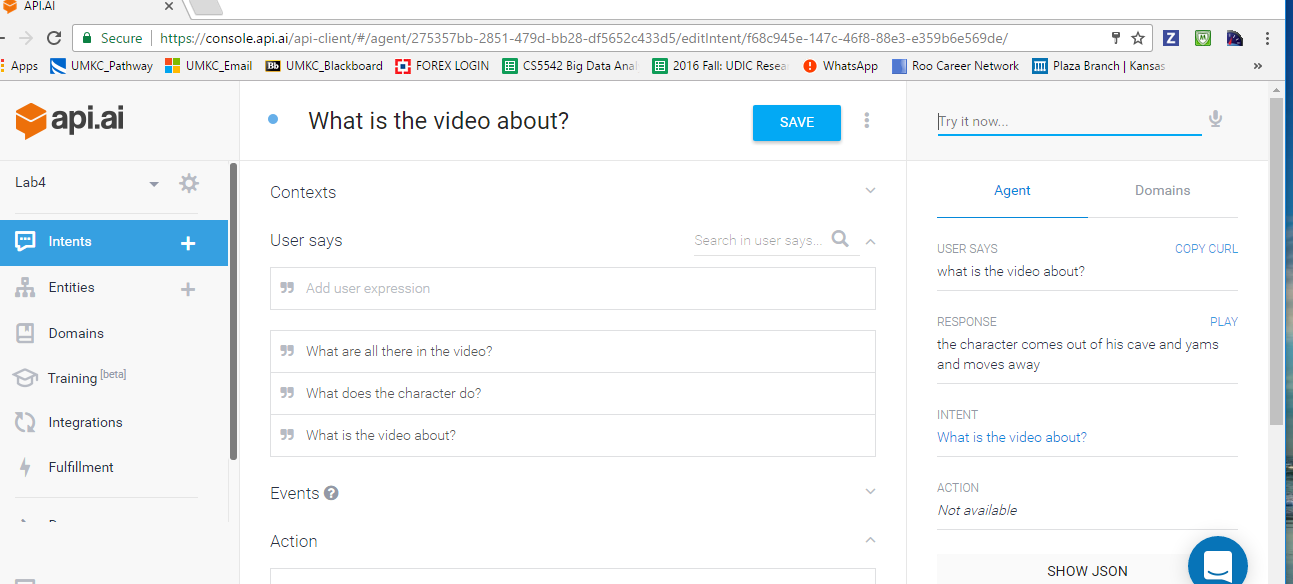 API.AI
Secure
https://console.api.ai/api-client/#/agent/275357bb-2851-479d-bb28-df5652c433d5/editIntent/f68c945e-147c-46f8-88e3-e359b6e569de/
Apps UMKC_Pathway UMKC_Email Bb UMKC_Blackboard FOREX LOGIN CS5542 Big Data Anal 2016 Fall: UDIC Resea WhatsApp Roo Career Network Plaza Branch | Kansas »
api.ai
Lab4
Intents
Entities
Domains
Training [beta]
Integrations
Fulfillment
What is the video about?
SAVE
Contexts
User says
Search in user says...
Add user expression
What are all there in the video?
What does the character do?
What is the video about?
Events
Action
Try it now...
Agent Domains
USER SAYS COPY CURL
what is the video about?
RESPONSE PLAY
the character comes out of his cave and yams
and moves away
INTENT
What is the video about?
ACTION
Not available
SHOW JSON